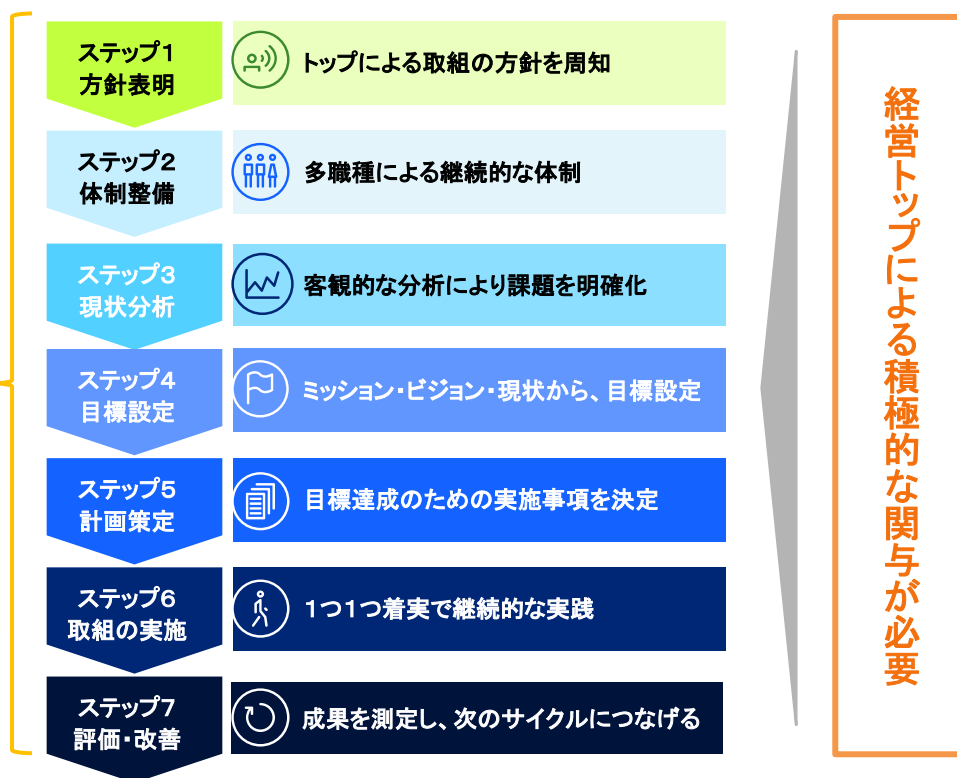 ステップ1
方針表明
トップによる取組の方針を周知
ステップ2
体制整備
多職種による継続的な体制
ステップ3
現状分析
客観的な分析により課題を明確化
ステップ4
目標設定
ミッション・ビジョン・現状から、目標設定
ステップ5
計画策定
目標達成のための実施事項を決定
ステップ6
取組の実施
1つ1つ着実で継続的な実践
ステップ7
評価・改善
成果を測定し、次のサイクルにつなげる
経営トップによる積極的な関与が必要